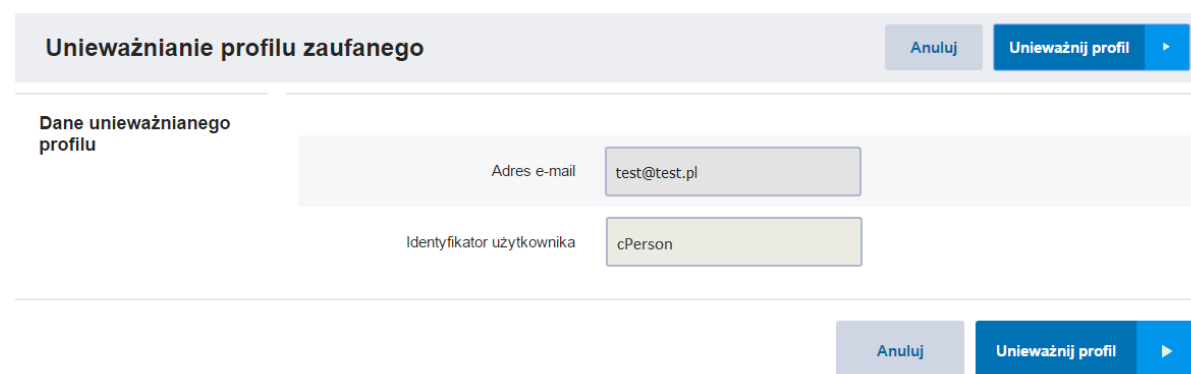 Unieważnianie profilu zaufanego
Anuluj
Unieważnij profil
Dane unieważnianego
profilu
Adres e-mail
test@test.pl
Identyfikator użytkownika
cPerson
Anuluj
Unieważnij profil